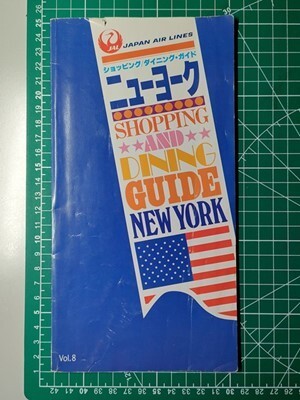 JAL
JAPAN AIR LINES
ショッピング/ダイニング・ガイド
ニューヨーク
SHOPPING
AND
DINING
GUIDE
NEW YORK
Vol.8